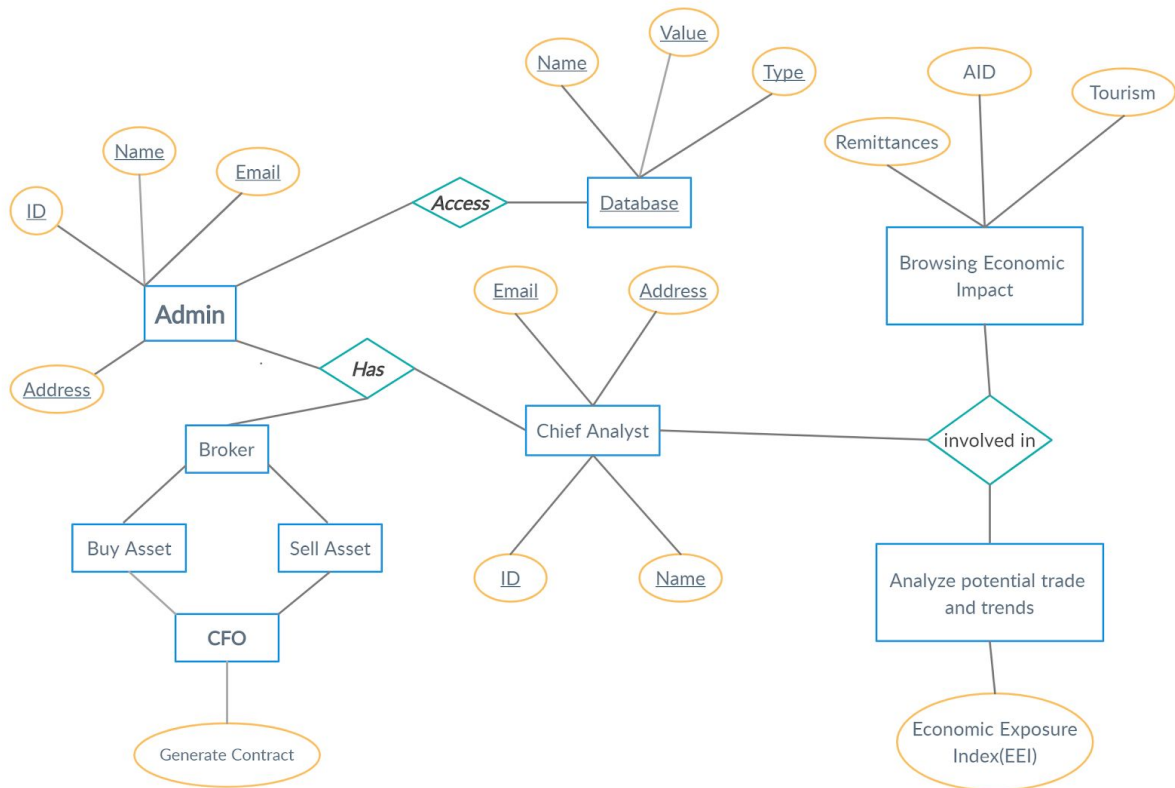 Value
Name
Type
AID
Tourism
Remittances
Name
Email
ID
Access
Database
Browsing Economic
Impact
Email
Address
Admin
Has
Address
Chief Analyst
involved in
Broker
Buy Asset
Sell Asset
ID
Name
Analyze potential trade
and trends
CFO
Economic Exposure
Index(EEI)
Generate Contract